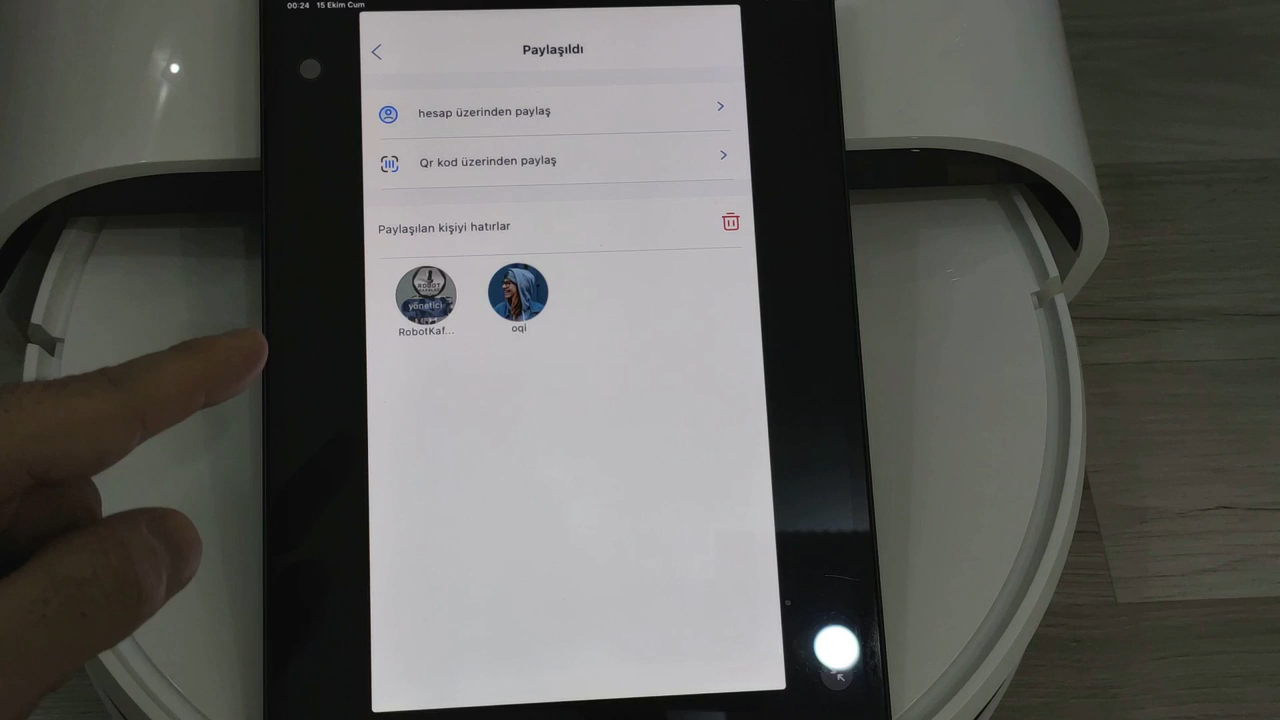 00:24 15 Ekim Cum
Paylaşıldı
hesap üzerinden paylaş
Qr kod üzerinden paylaş
Paylaşılan kişiyi hatırlar
ROBOT
yönetici
RobotKaf...
oqi